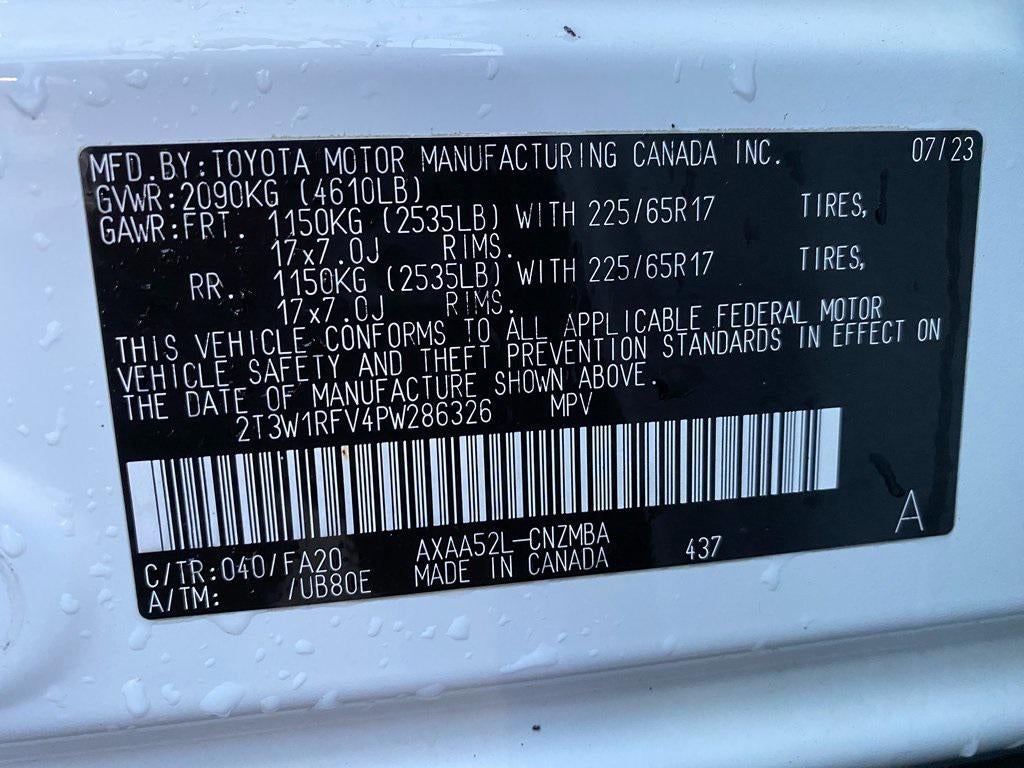 MFD.BY:TOYOTA MOTOR MANUFACTURING CANADA INC. 07/23
GVWR:2090KG (4610LB)
GAWR:FRT. 1150KG (2535LB) WITH 225/65R17 TIRES,
17x7.0J RIMS.
RR. 1150KG (2535LB) WITH 225/65R17 TIRES,
17x7.0J RIMS.
THIS VEHICLE CONFORMS TO ALL APPLICABLE FEDERAL MOTOR
VEHICLE SAFETY AND THEFT PREVENTION STANDARDS IN EFFECT ON
THE DATE OF MANUFACTURE SHOWN ABOVE.
2T3W1RFV4PW286326 MPV
A
C/TR:040/FA20 AXAA52L-CNZMBA 437
A/TM: /UB80E MADE IN CANADA